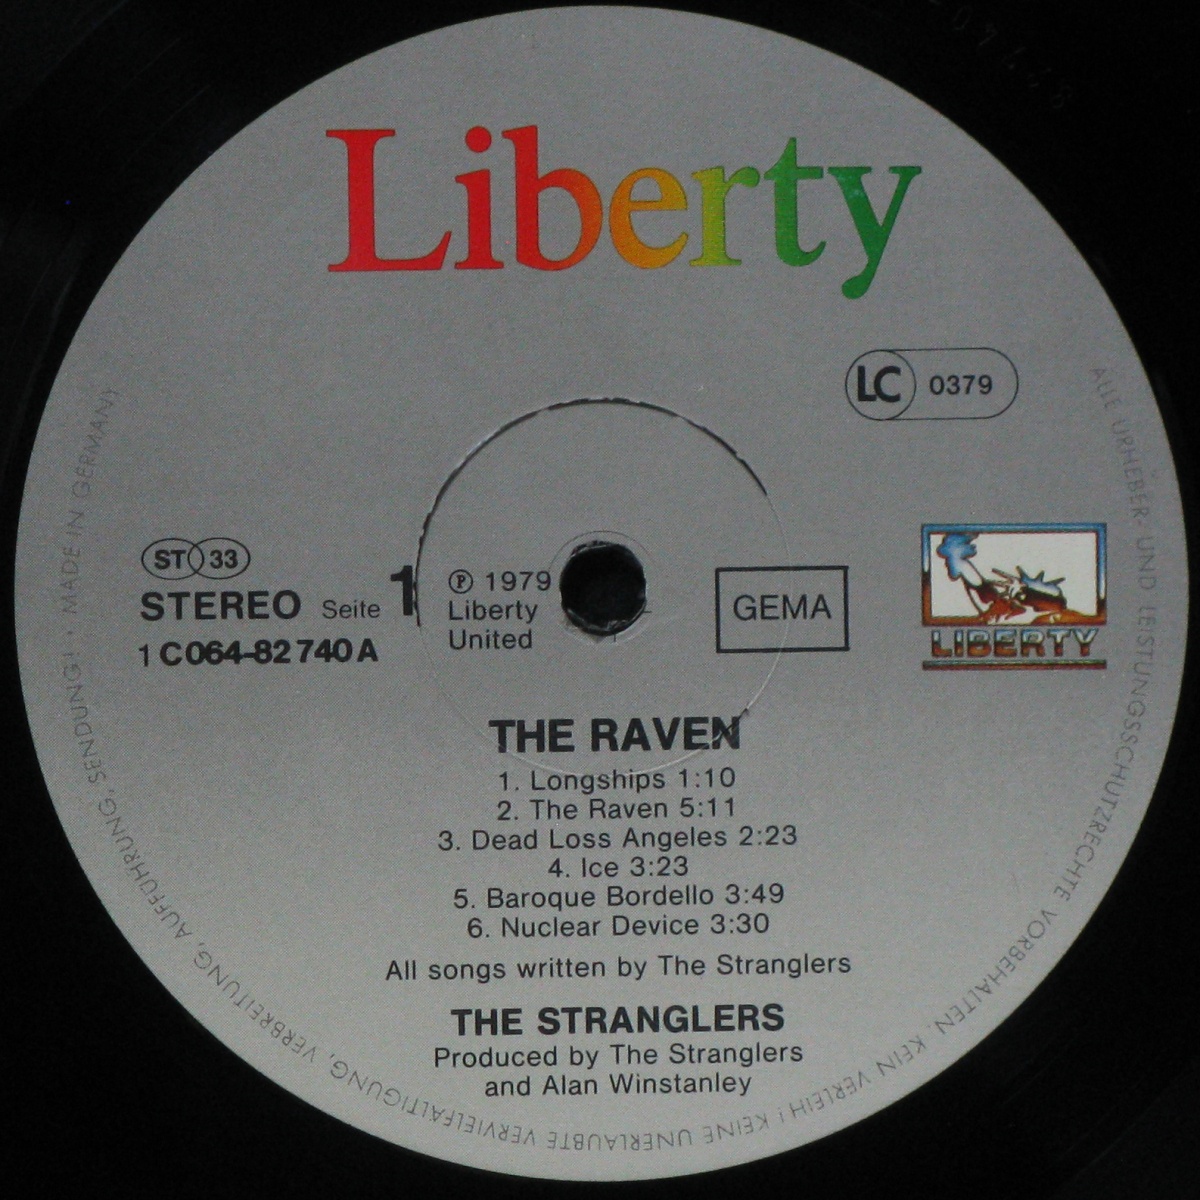 Liberty
LC 0379
ST 33
STEREO Seite 1
1 C 064-82 740 A
℗ 1979
Liberty
United
GEMA
LIBERTY
THE RAVEN
1. Longships 1:10
2. The Raven 5:11
3. Dead Loss Angeles 2:23
4. Ice 3:23
5. Baroque Bordello 3:49
6. Nuclear Device 3:30
All songs written by The Stranglers
THE STRANGLERS
Produced by The Stranglers
and Alan Winstanley
ALLE URHEBER- UND LEISTUNGSSCHUTZRECHTE VORBEHALTEN. KEIN VERLEIH! KEINE UNERLAUBTE VERVIELFÄLTIGUNG, VERBREITUNG, AUFFÜHRUNG, SENDUNG! · MADE IN GERMANY